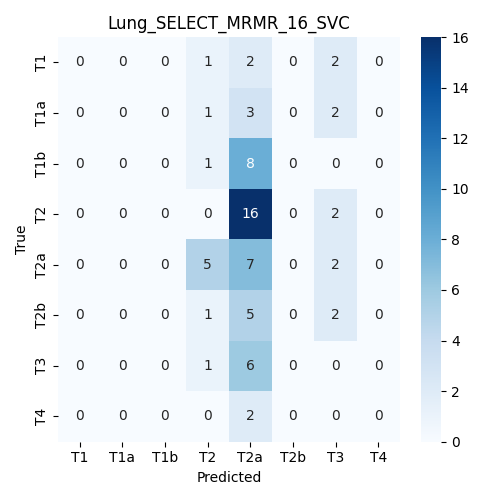 Lung_SELECT_MRMR_16_SVC
T1 0 0 0 1 2 0 2 0
T1a 0 0 0 1 3 0 2 0
T1b 0 0 0 1 8 0 0 0
T2 0 0 0 0 16 0 2 0
T2a 0 0 0 5 7 0 2 0
T2b 0 0 0 1 5 0 2 0
T3 0 0 0 1 6 0 0 0
T4 0 0 0 0 2 0 0 0
T1 T1a T1b T2 T2a T2b T3 T4
Predicted
True
16
14
12
10
8
6
4
2
0